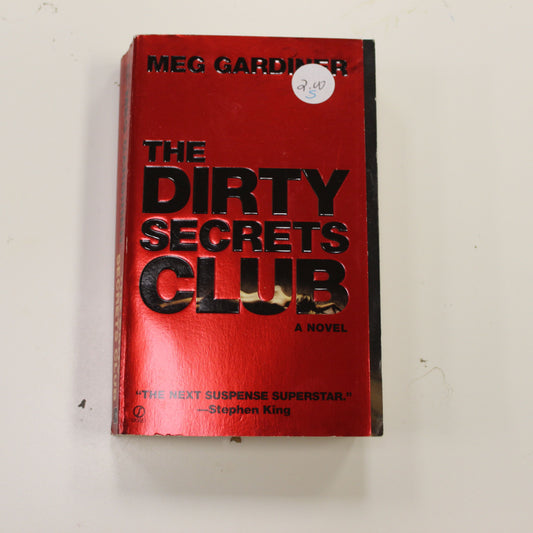 MEG GARDINER
2.00
S
THE
DIRTY
SECRETS
CLUB
A NOVEL
"THE NEXT SUSPENSE SUPERSTAR."
—Stephen King